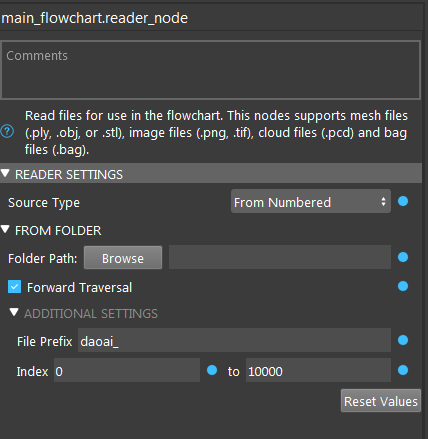 main_flowchart.reader_node
Comments
Read files for use in the flowchart. This nodes supports mesh files
(.ply, .obj, or .stl), image files (.png, .tif), cloud files (.pcd) and bag
files (.bag).
READER SETTINGS
Source Type From Numbered
FROM FOLDER
Folder Path: Browse
Forward Traversal
ADDITIONAL SETTINGS
File Prefix daoai_
Index 0 to 10000
Reset Values